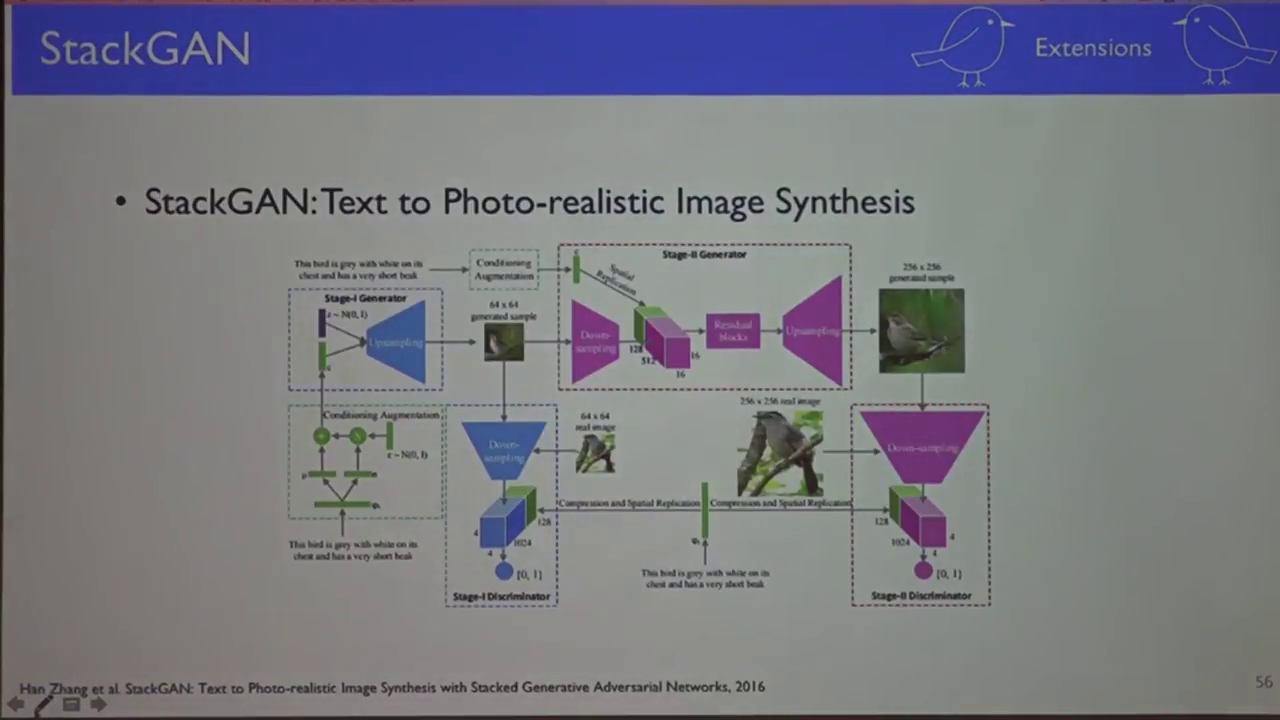 StackGAN
Extensions
• StackGAN: Text to Photo-realistic Image Synthesis
This bird is grey with white on its
chest and has a very short beak
Conditioning
Augmentation
c
Spatial
Replication
Stage-II Generator
256 x 256
generated sample
Stage-I Generator
ε ~ N(0, I)
Upsampling
64 x 64
generated sample
Down-
sampling
128
512
16
16
Residual
blocks
Upsampling
Conditioning Augmentation
ε ~ N(0, I)
This bird is grey with white on its
chest and has a very short beak
64 x 64
real image
Down-
sampling
128
4
1024
4
[0, 1]
Stage-I Discriminator
256 x 256 real image
Compression and Spatial Replication
Compression and Spatial Replication
This bird is grey with white on its
chest and has a very short beak
Down-sampling
128
1024
4
4
[0, 1]
Stage-II Discriminator
Han Zhang et al. StackGAN: Text to Photo-realistic Image Synthesis with Stacked Generative Adversarial Networks, 2016
56